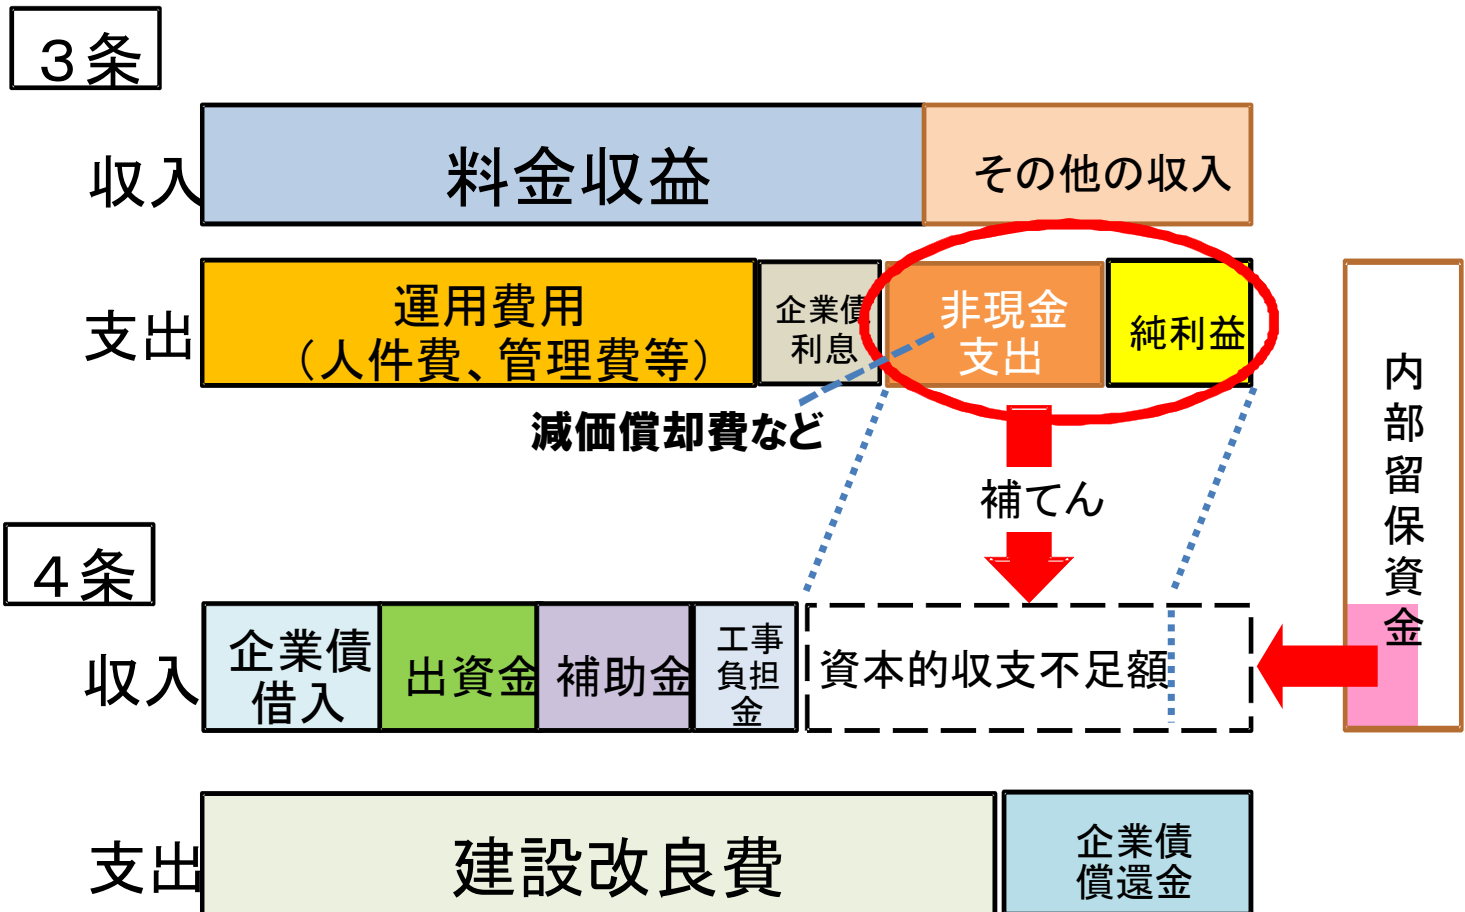 ３条
収入
料金収益
その他の収入
支出
運用費用
（人件費、管理費等）
企業債
利息
非現金
支出
純利益
減価償却費など
補てん
内部留保資金
４条
収入
企業債
借入
出資金
補助金
工事
負担
金
資本的収支不足額
支出
建設改良費
企業債
償還金